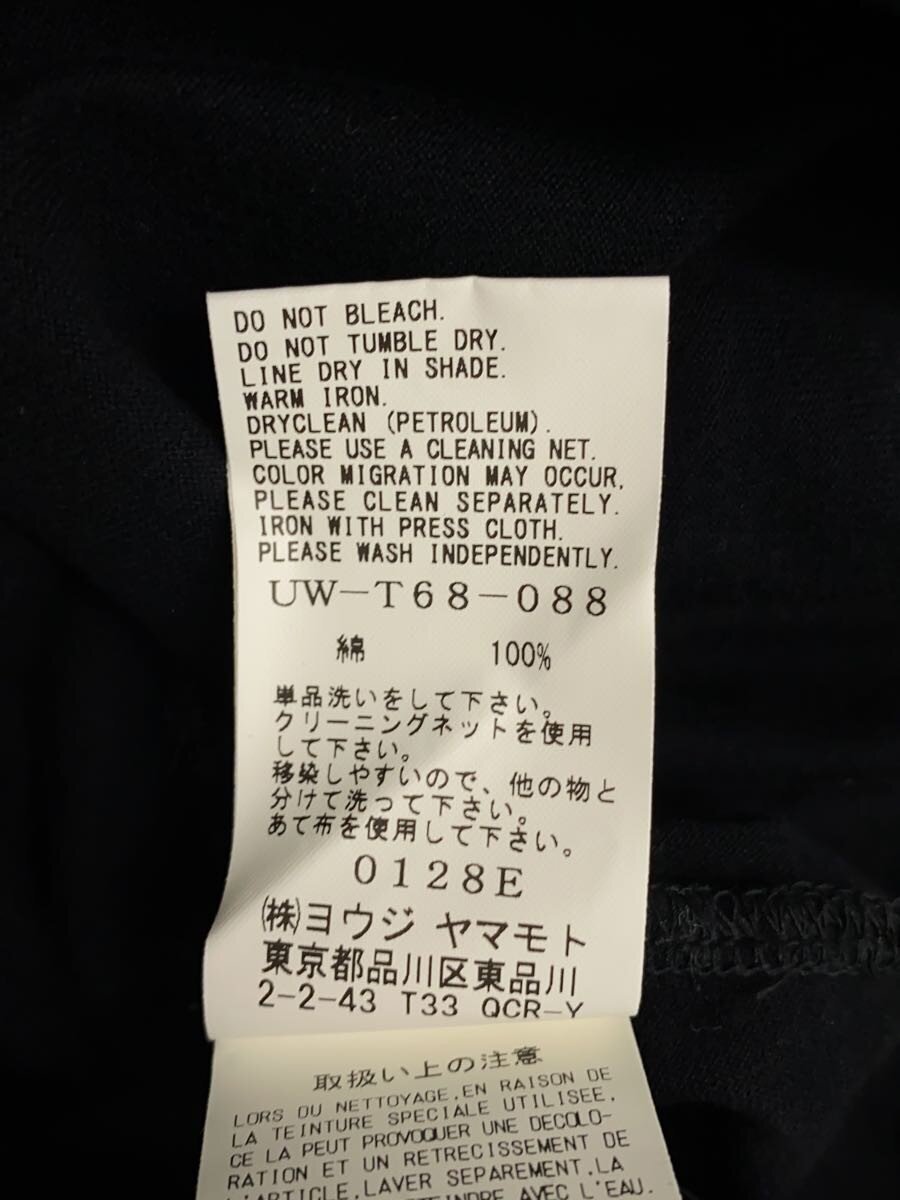 DO NOT BLEACH.
DO NOT TUMBLE DRY.
LINE DRY IN SHADE.
WARM IRON.
DRYCLEAN (PETROLEUM).
PLEASE USE A CLEANING NET.
COLOR MIGRATION MAY OCCUR,
PLEASE CLEAN SEPARATELY.
IRON WITH PRESS CLOTH.
PLEASE WASH INDEPENDENTLY.
UW-T68-088
綿 100%
単品洗いをして下さい。
クリーニングネットを使用
して下さい。
移染しやすいので、他の物と
分けて洗って下さい。
あて布を使用して下さい。
0128E
㈱ヨウジ ヤマモト
東京都品川区東品川
2-2-43 T33 QCR-Y
取扱い上の注意
LORS DU NETTOYAGE,EN RAISON DE
LA TEINTURE SPECIALE UTILISEE,
CE LA PEUT PROVOQUER UNE DECOLO-
RATION ET UN RETRECISSEMENT DE
L'ARTICLE,LAVER SEPAREMENT,LA
AVEC L'EAU.